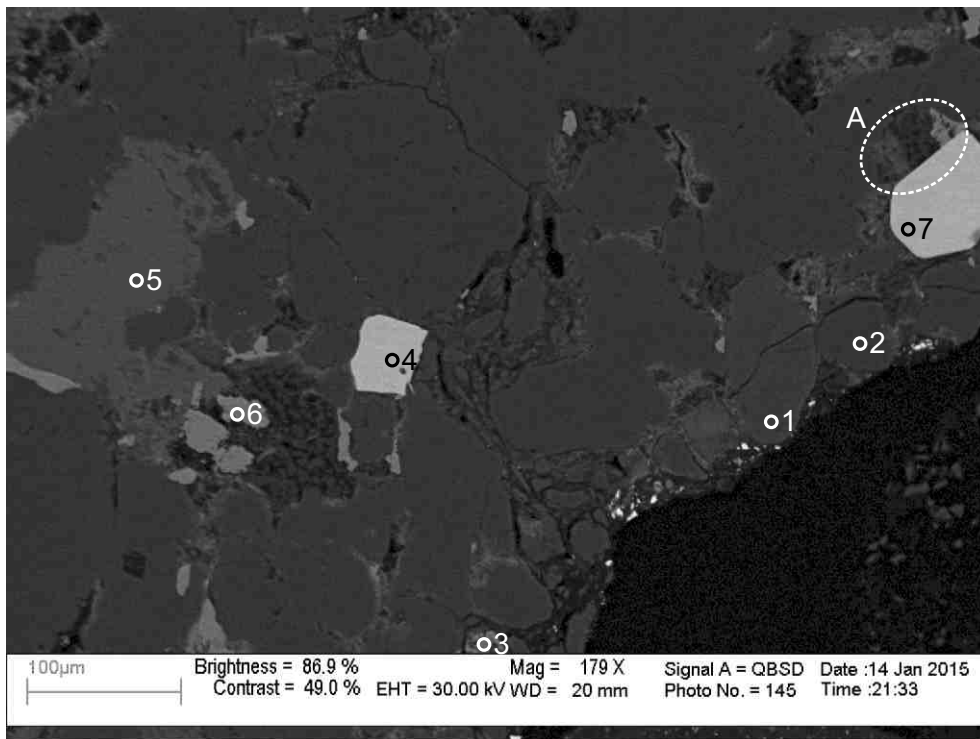 A
7
5
2
4
6
1
3
100µm
Brightness = 86.9 %
Contrast = 49.0 %
EHT = 30.00 kV
Mag = 179 X
WD = 20 mm
Signal A = QBSD
Photo No. = 145
Date :14 Jan 2015
Time :21:33